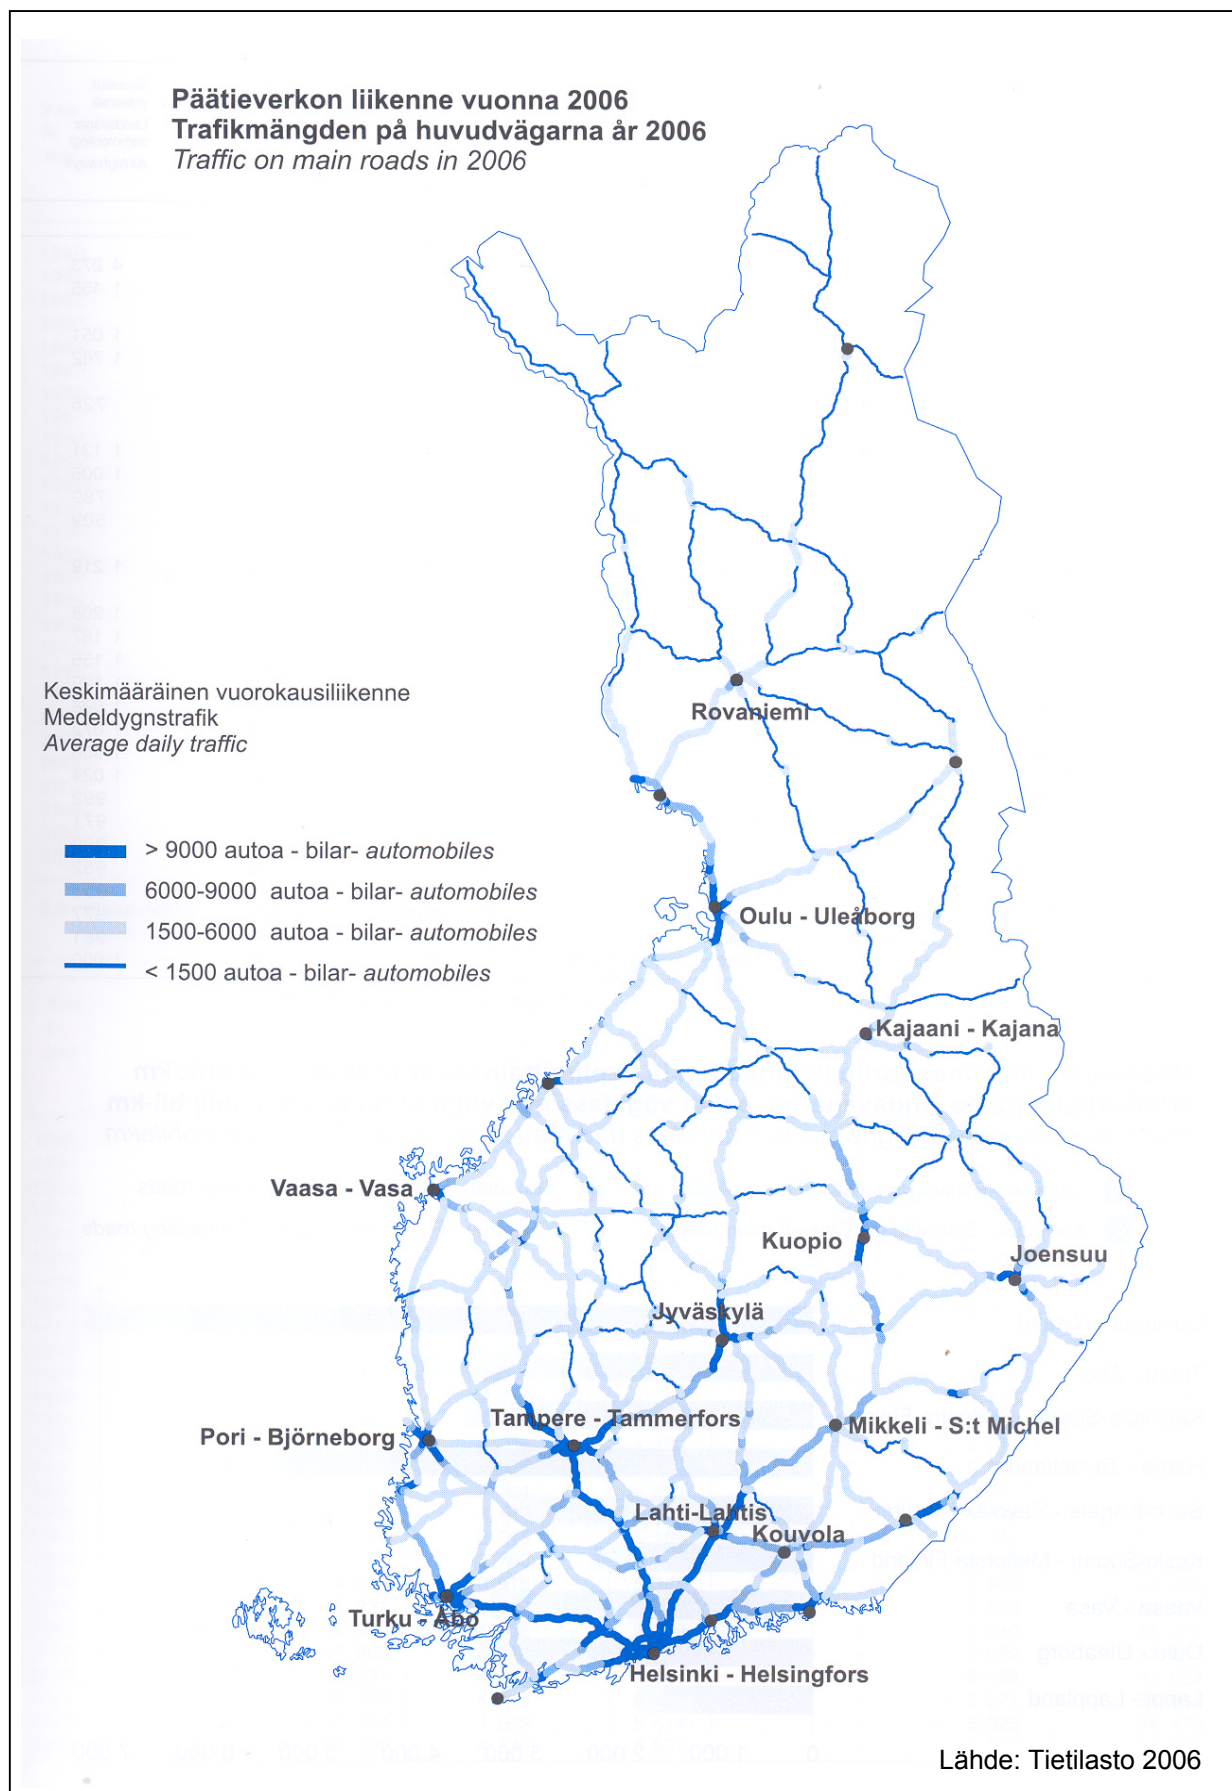 Päätieverkon liikenne vuonna 2006
Trafikmängden på huvudvägarna år 2006
Traffic on main roads in 2006
Keskimääräinen vuorokausiliikenne
Medeldygnstrafik
Average daily traffic
> 9000 autoa - bilar- automobiles
6000-9000 autoa - bilar- automobiles
1500-6000 autoa - bilar- automobiles
< 1500 autoa - bilar- automobiles
Rovaniemi
Oulu - Uleåborg
Kajaani - Kajana
Vaasa - Vasa
Kuopio
Joensuu
Jyväskylä
Tampere - Tammerfors
Mikkeli - S:t Michel
Pori - Björneborg
Lahti-Lahtis
Kouvola
Turku - Åbo
Helsinki - Helsingfors
Lähde: Tietilasto 2006